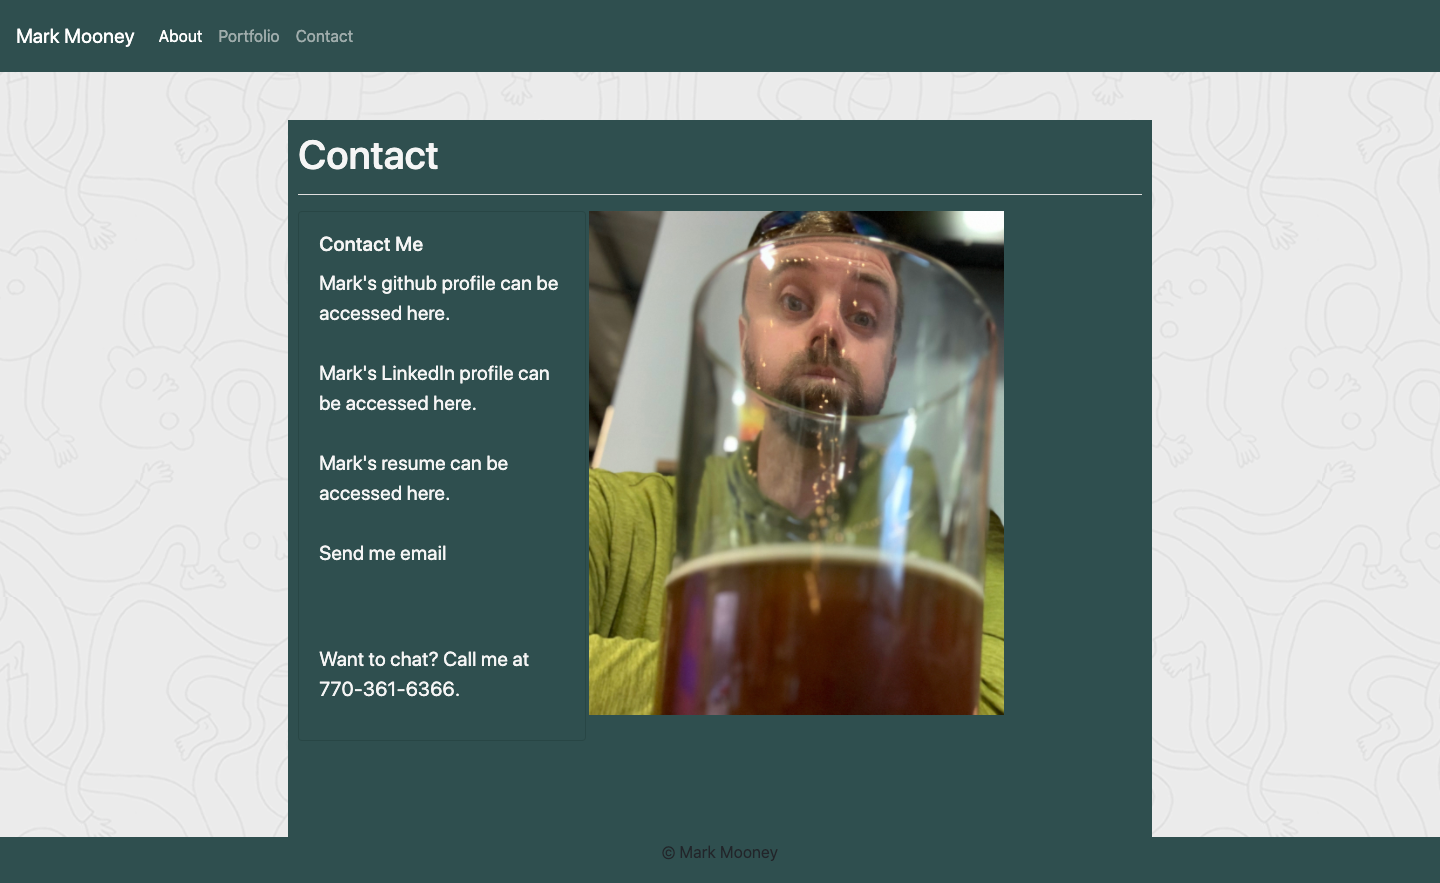 Mark Mooney About Portfolio Contact
Contact
Contact Me
Mark's github profile can be
accessed here.
Mark's LinkedIn profile can
be accessed here.
Mark's resume can be
accessed here.
Send me email
Want to chat? Call me at
770-361-6366.
© Mark Mooney